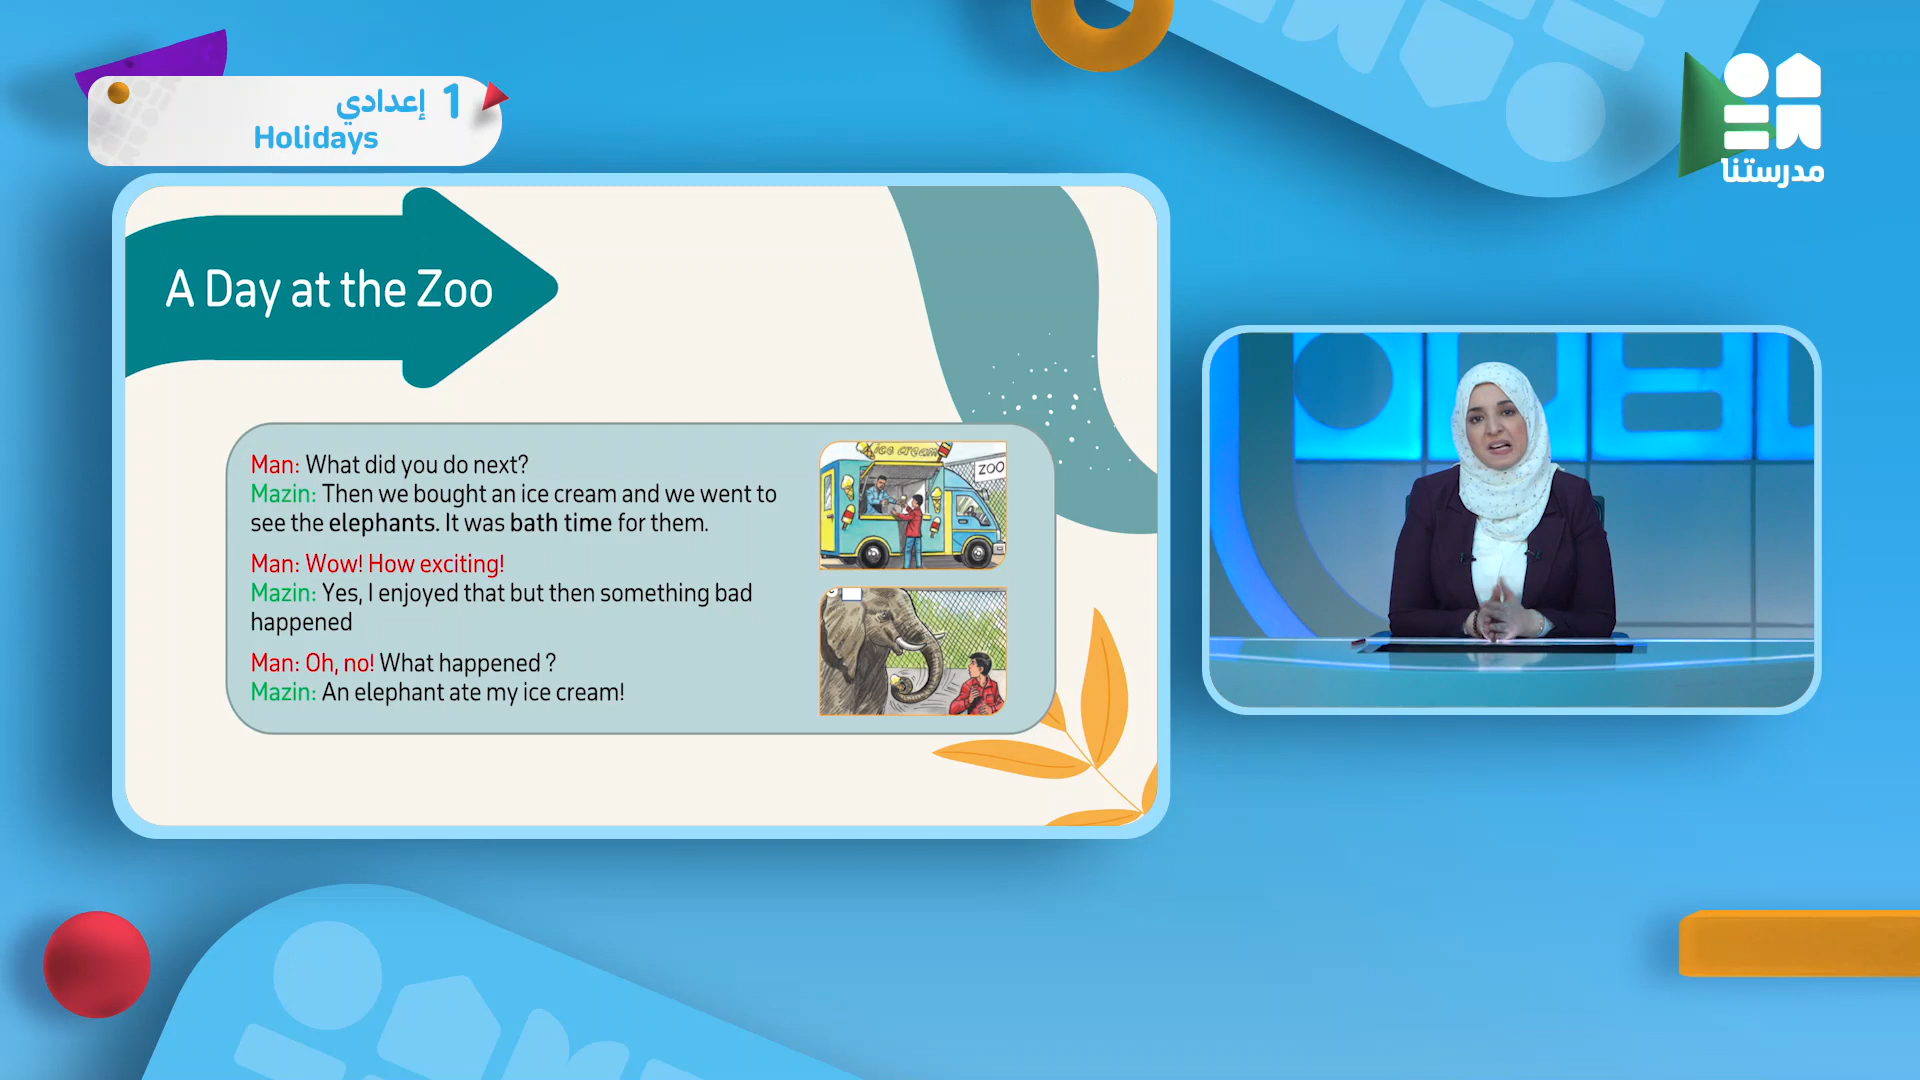 1 إعدادي
Holidays
مدرستنا
A Day at the Zoo
Man: What did you do next?
Mazin: Then we bought an ice cream and we went to
see the elephants. It was bath time for them.
Man: Wow! How exciting!
Mazin: Yes, I enjoyed that but then something bad
happened
Man: Oh, no! What happened ?
Mazin: An elephant ate my ice cream!
ice cream
ZOO